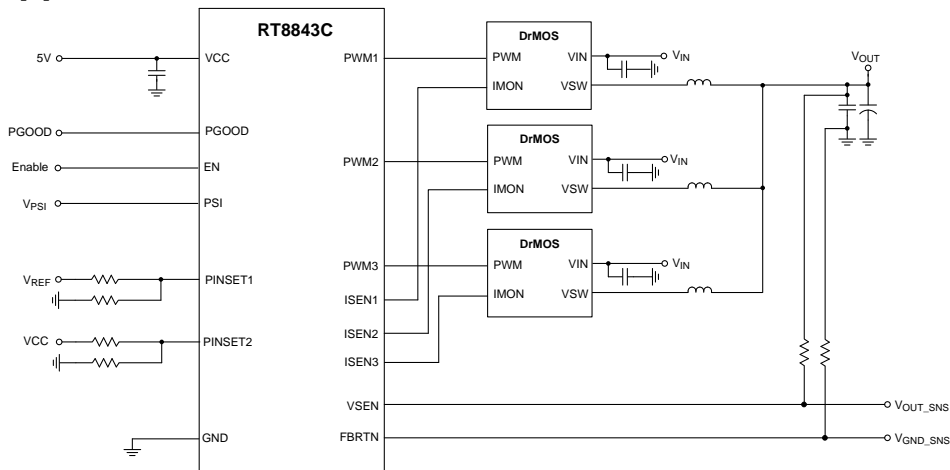 RT8843C
5V
VCC
PWM1
PGOOD
PGOOD
Enable
EN
PWM2
VPSI
PSI
VREF
PINSET1
PWM3
ISEN1
VCC
PINSET2
ISEN2
ISEN3
VSEN
GND
FBRTN
DrMOS
PWM
VIN
VIN
IMON
VSW
DrMOS
PWM
VIN
VIN
IMON
VSW
DrMOS
PWM
VIN
VIN
IMON
VSW
VOUT
VOUT_SNS
VGND_SNS